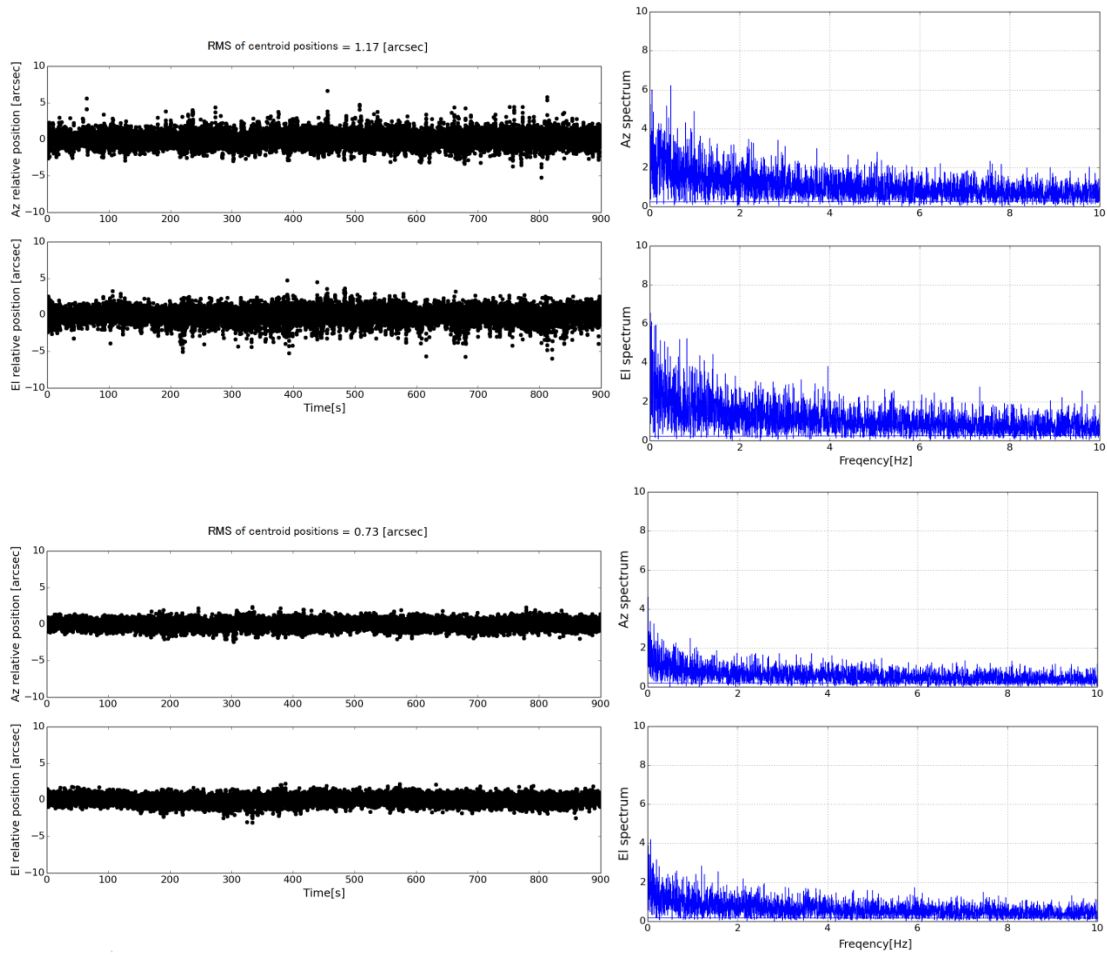 RMS of centroid positions = 1.17 [arcsec]
Az relative position [arcsec]
10
5
0
−5
−10
0 100 200 300 400 500 600 700 800 900
El relative position [arcsec]
10
5
0
−5
−10
0 100 200 300 400 500 600 700 800 900
Time[s]
Az spectrum
10
8
6
4
2
0
0 2 4 6 8 10
El spectrum
10
8
6
4
2
0
0 2 4 6 8 10
Freqency[Hz]
RMS of centroid positions = 0.73 [arcsec]
Az relative position [arcsec]
10
5
0
−5
−10
0 100 200 300 400 500 600 700 800 900
El relative position [arcsec]
10
5
0
−5
−10
0 100 200 300 400 500 600 700 800 900
Time[s]
Az spectrum
10
8
6
4
2
0
0 2 4 6 8 10
El spectrum
10
8
6
4
2
0
0 2 4 6 8 10
Freqency[Hz]